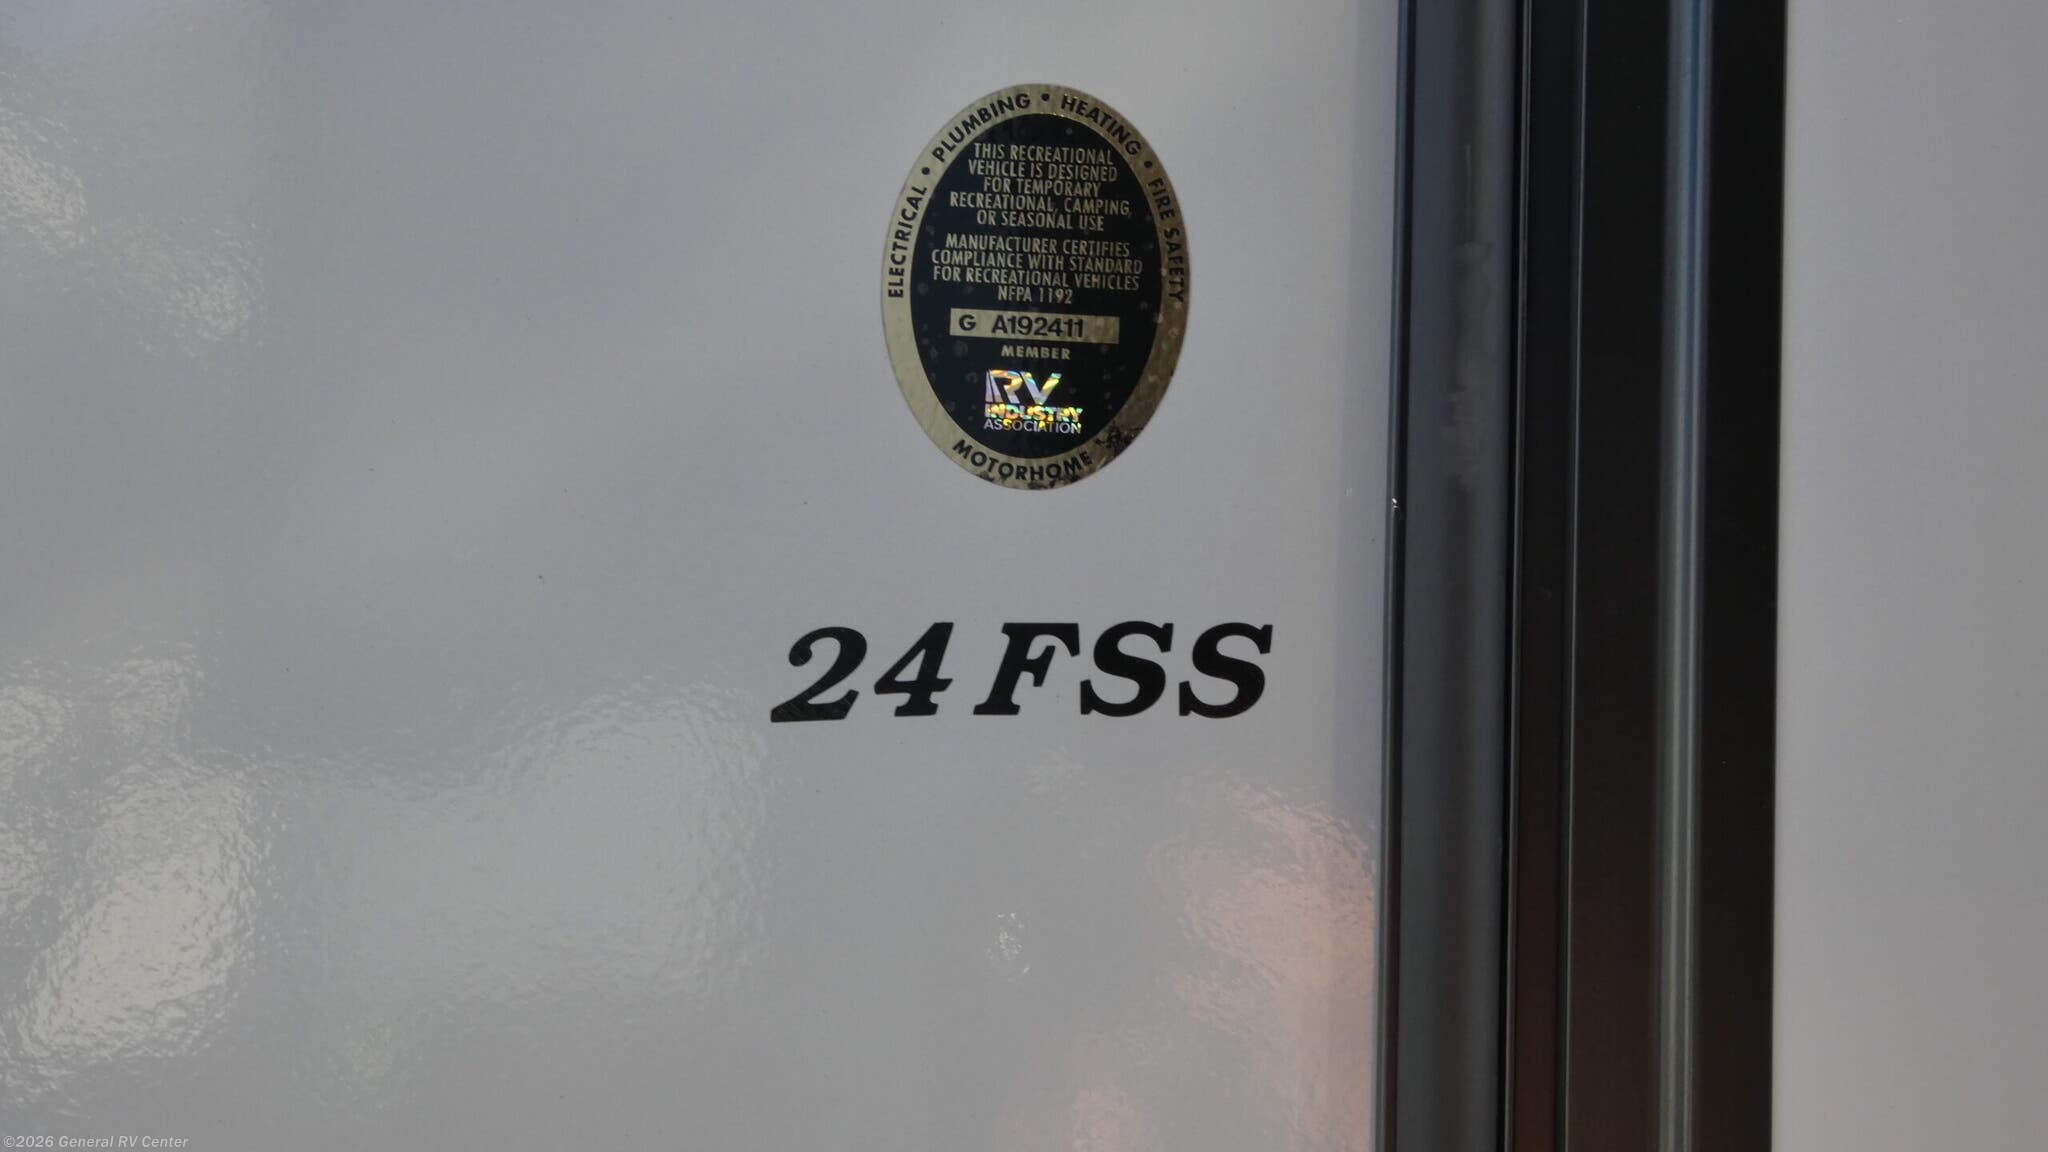 ELECTRICAL • PLUMBING • HEATING • FIRE SAFETY
THIS RECREATIONAL
VEHICLE IS DESIGNED
FOR TEMPORARY
RECREATIONAL, CAMPING,
OR SEASONAL USE
MANUFACTURER CERTIFIES
COMPLIANCE WITH STANDARD
FOR RECREATIONAL VEHICLES
NFPA 1192
G A192411
MEMBER
RV
INDUSTRY
ASSOCIATION
MOTORHOME
24FSS
©2026 General RV Center